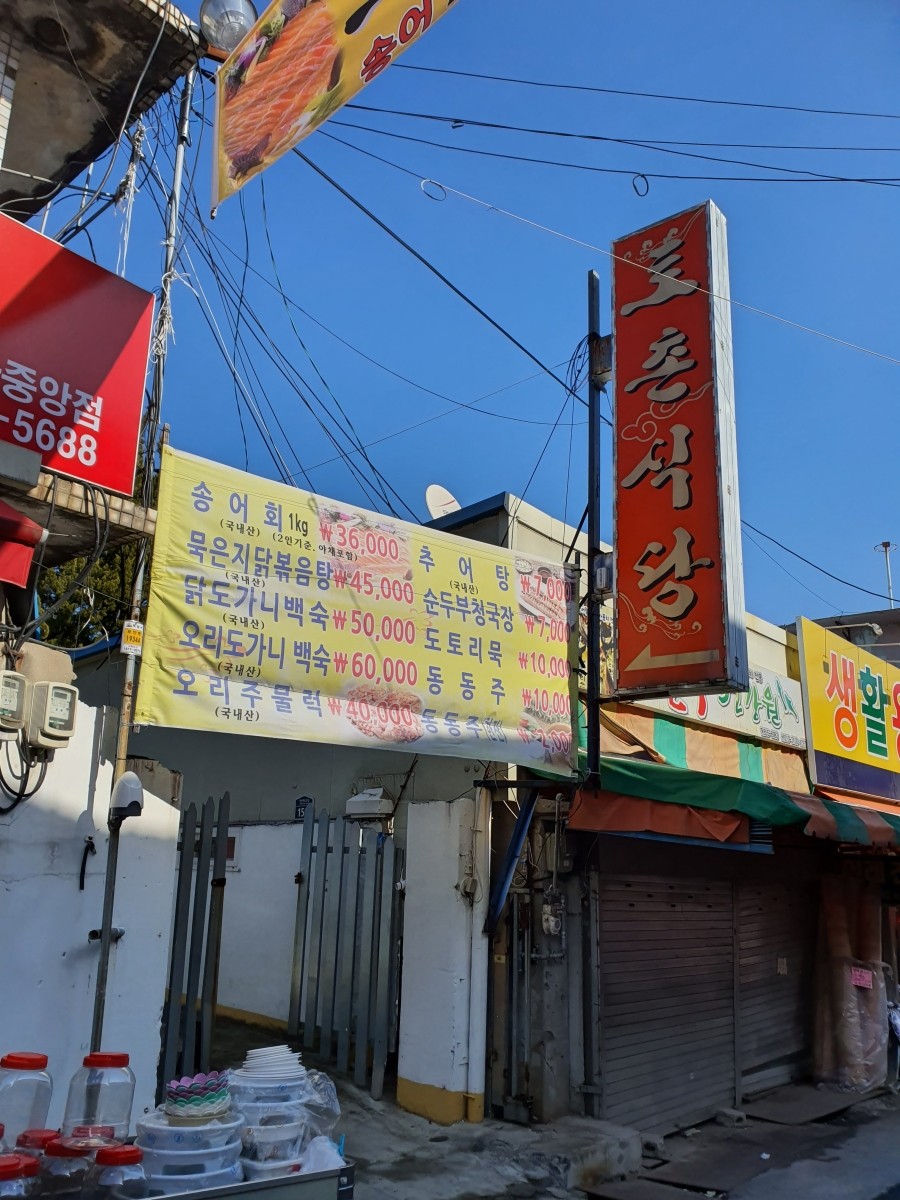 송어
중앙점
-5688
토촌식당
송어회 1kg ₩36,000
(국내산) (2인기준, 야채포함)
묵은지닭볶음탕 ₩45,000
(국내산)
닭도가니백숙 ₩50,000
(국내산)
오리도가니백숙 ₩60,000
(국내산)
오리주물럭 ₩40,000
(국내산)
추어탕 ₩7,000
(국내산)
순두부청국장 ₩7,000
도토리묵 ₩10,000
동동주 ₩10,000
동동주
생활용